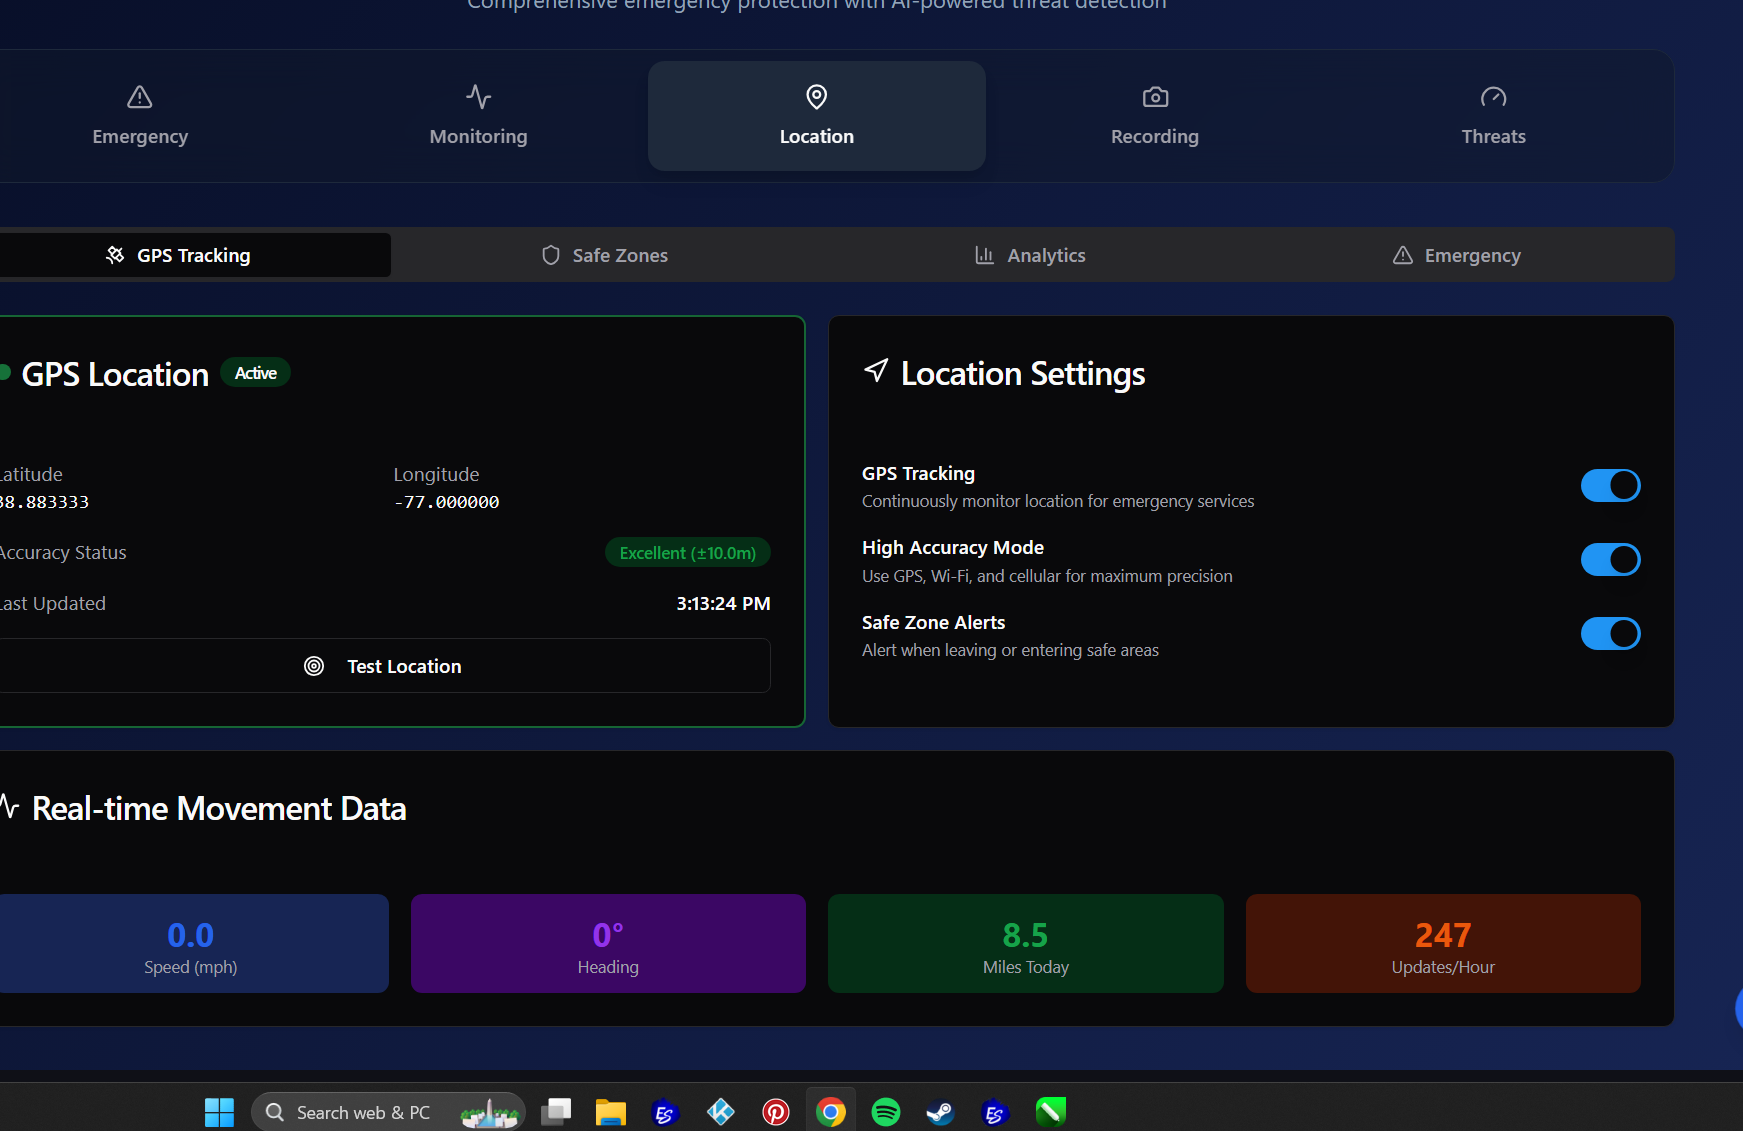 Comprehensive emergency protection with AI-powered threat detection
Emergency
Monitoring
Location
Recording
Threats
GPS Tracking
Safe Zones
Analytics
Emergency
GPS Location
Active
Latitude
38.883333
Longitude
-77.000000
Accuracy Status
Excellent (±10.0m)
Last Updated
3:13:24 PM
Test Location
Location Settings
GPS Tracking
Continuously monitor location for emergency services
High Accuracy Mode
Use GPS, Wi-Fi, and cellular for maximum precision
Safe Zone Alerts
Alert when leaving or entering safe areas
Real-time Movement Data
0.0
Speed (mph)
0°
Heading
8.5
Miles Today
247
Updates/Hour
Search web & PC
ES
ES